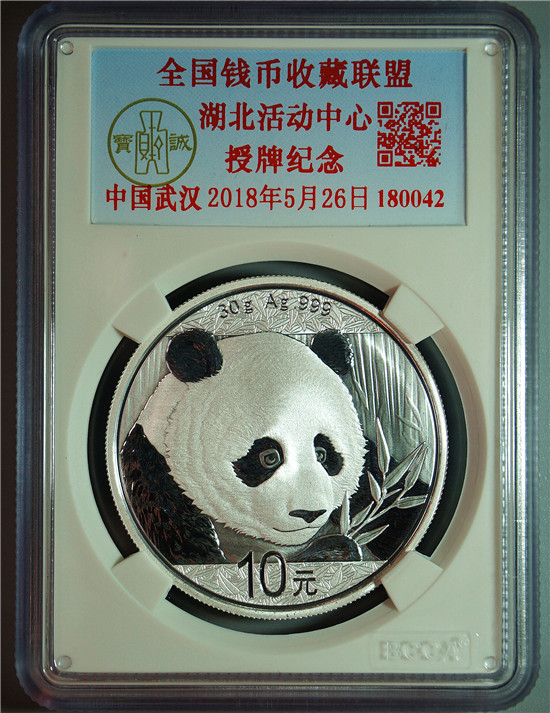 全国钱币收藏联盟
湖北活动中心
寶 誠
授牌纪念
中国武汉 2018年5月26日 180042
30g Ag.999
10元